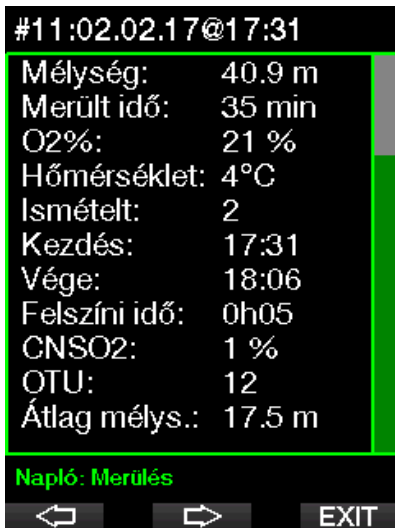 #11:02.02.17@17:31
Mélység: 40.9 m
Merült idő: 35 min
O2%: 21 %
Hőmérséklet: 4°C
Ismételt: 2
Kezdés: 17:31
Vége: 18:06
Felszíni idő: 0h05
CNSO2: 1 %
OTU: 12
Átlag mélys.: 17.5 m
Napló: Merülés
EXIT